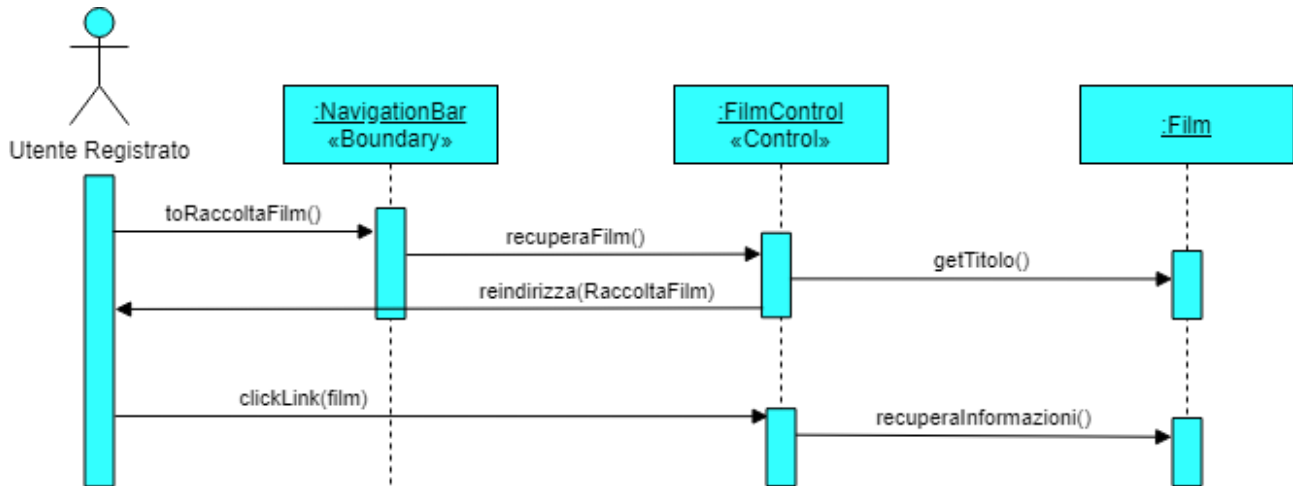 :NavigationBar
«Boundary»
:FilmControl
«Control»
:Film
Utente Registrato
toRaccoltaFilm()
recuperaFilm()
getTitolo()
reindirizza(RaccoltaFilm)
clickLink(film)
recuperaInformazioni()